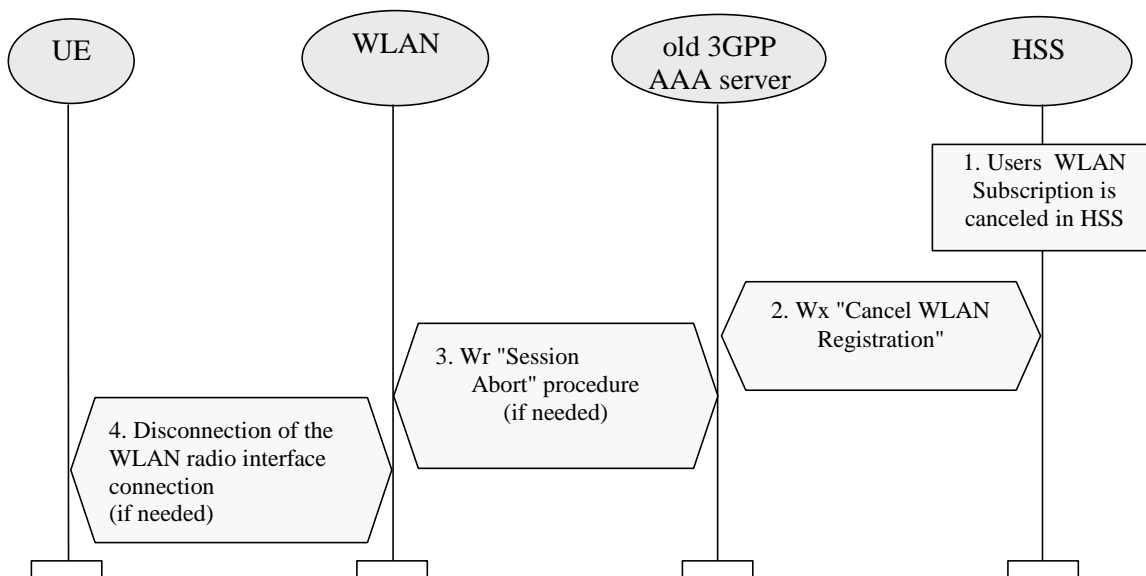 UE
WLAN
old 3GPP
AAA server
HSS
1. Users WLAN
Subscription is
canceled in HSS
2. Wx "Cancel WLAN
Registration"
3. Wr "Session
Abort" procedure
(if needed)
4. Disconnection of the
WLAN radio interface
connection
(if needed)